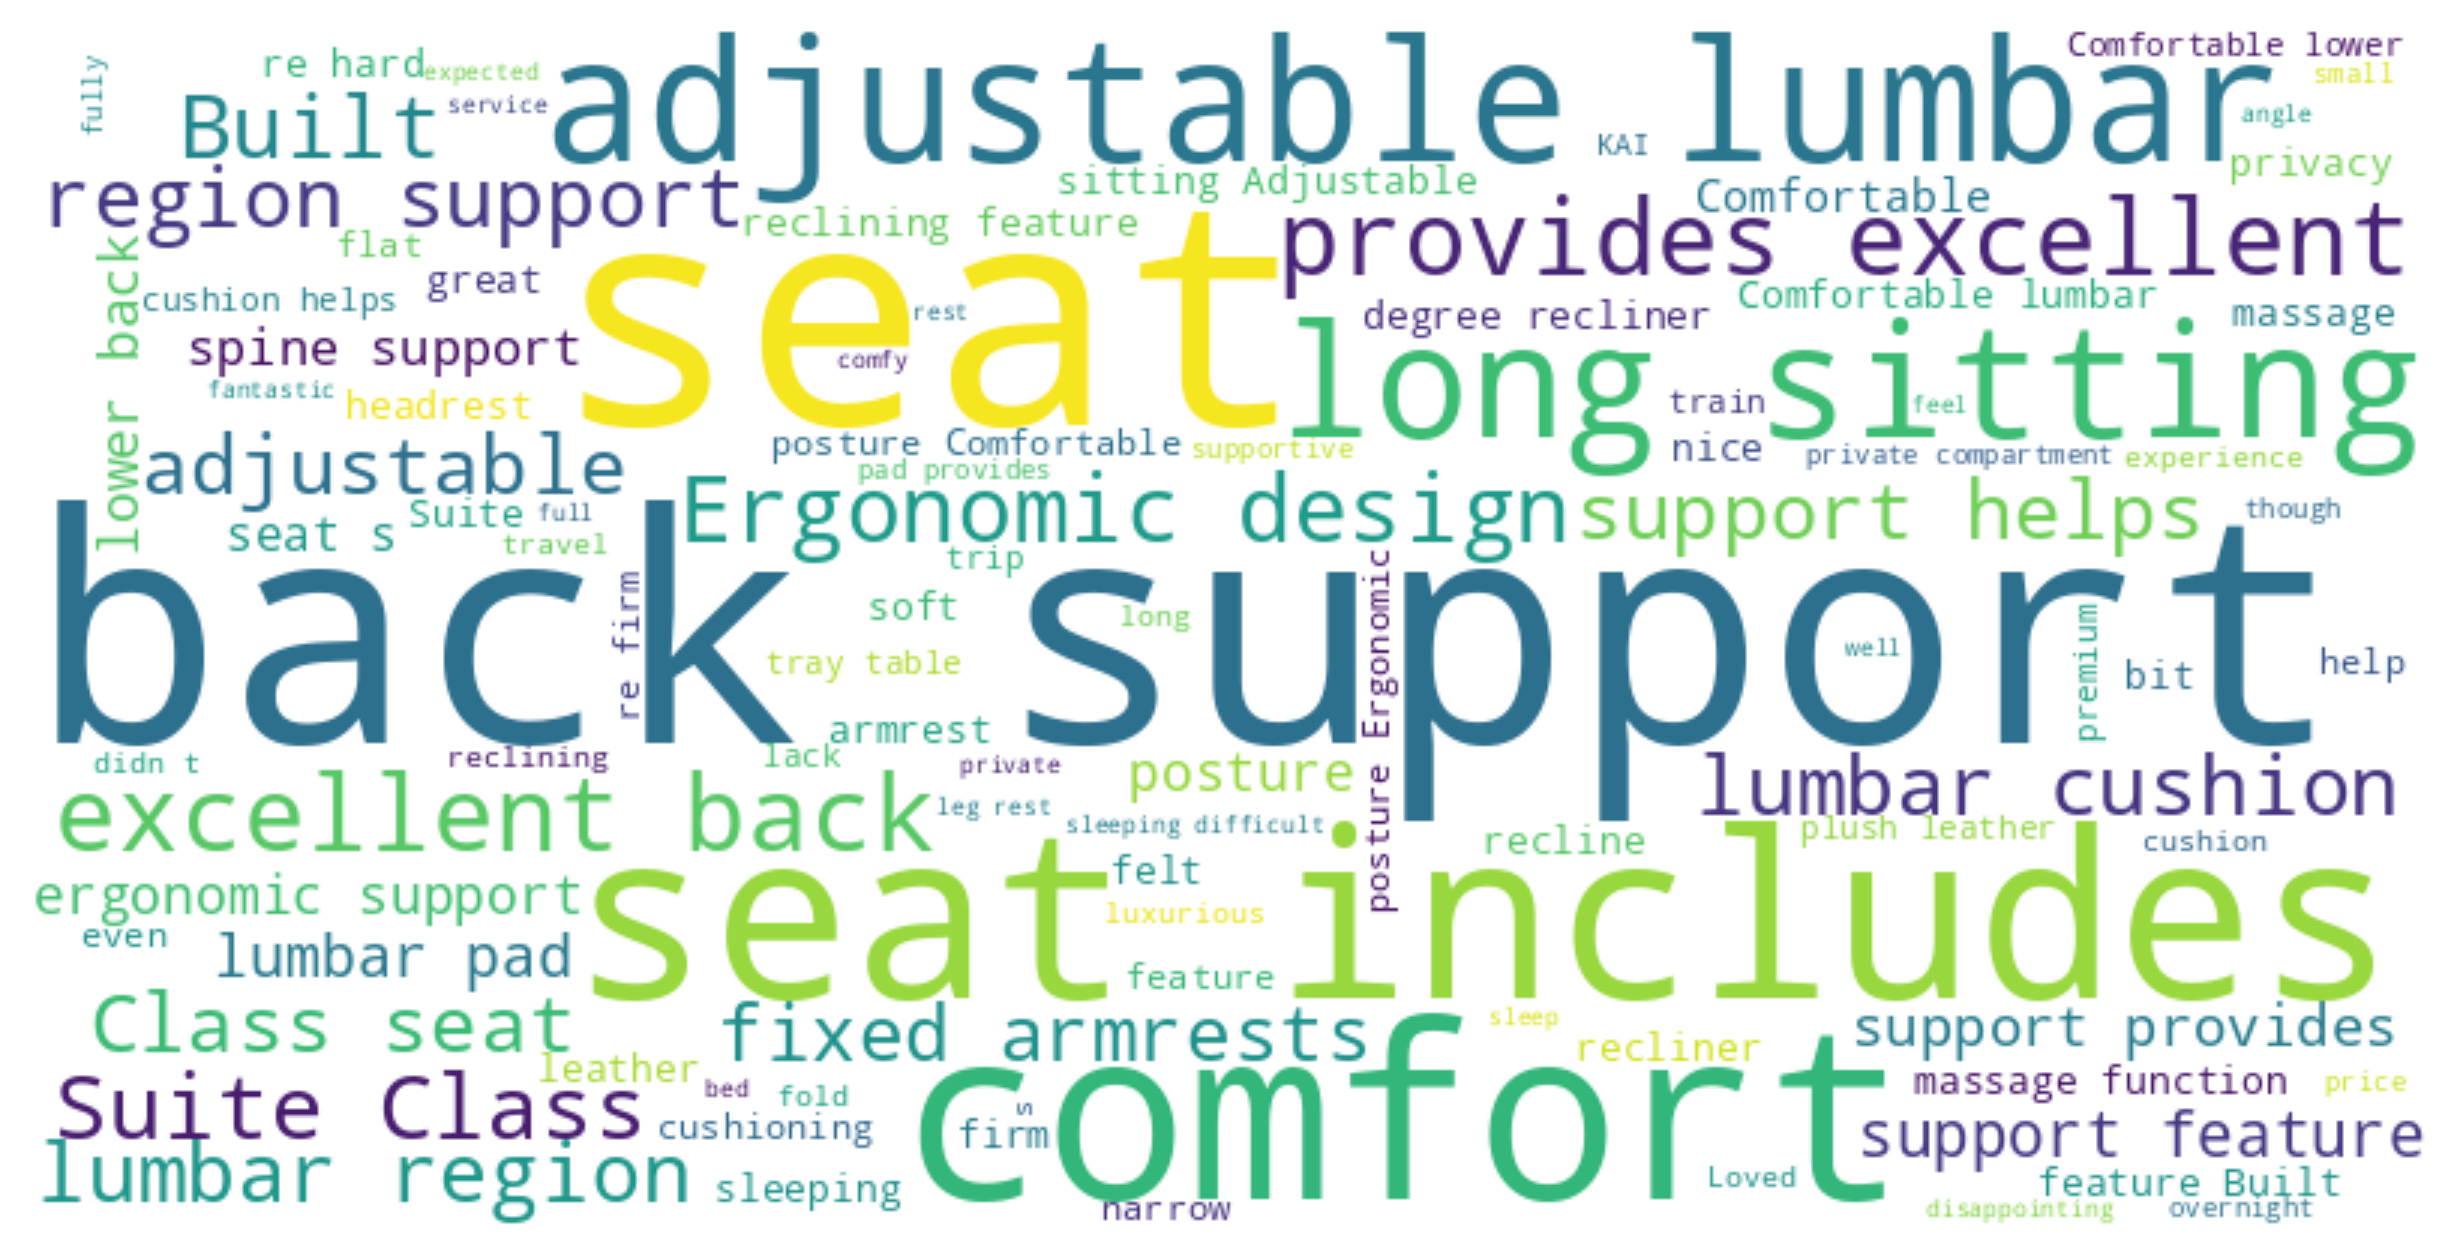 fully
re hard
expected
adjustable lumbar
Comfortable lower
small
Built
service
KAI
angle
region support
sitting Adjustable
Comfortable
privacy
lower back
flat
reclining feature
provides excellent
cushion helps
great
seat
rest
degree recliner
Comfortable lumbar
massage
spine support
comfy
long sitting
fantastic
headrest
train
feel
adjustable
posture Comfortable
supportive
nice
private compartment
experience
pad provides
seat s
Suite
full
Ergonomic design
support helps
though
travel
trip
posture Ergonomic
back support
re firm
soft
long
well
premium
tray table
bit
help
armrest
didn t
reclining
lack
private
posture
lumbar cushion
excellent back
leg rest
sleeping difficult
recline
plush leather
cushion
ergonomic support
seat includes
felt
luxurious
even
lumbar pad
feature
Class seat
fixed armrests
sleep
recliner
support provides
leather
comfort
massage function
price
Suite Class
bed
fold
s
cushioning
firm
support feature
lumbar region
sleeping
Loved
feature Built
narrow
disappointing
overnight